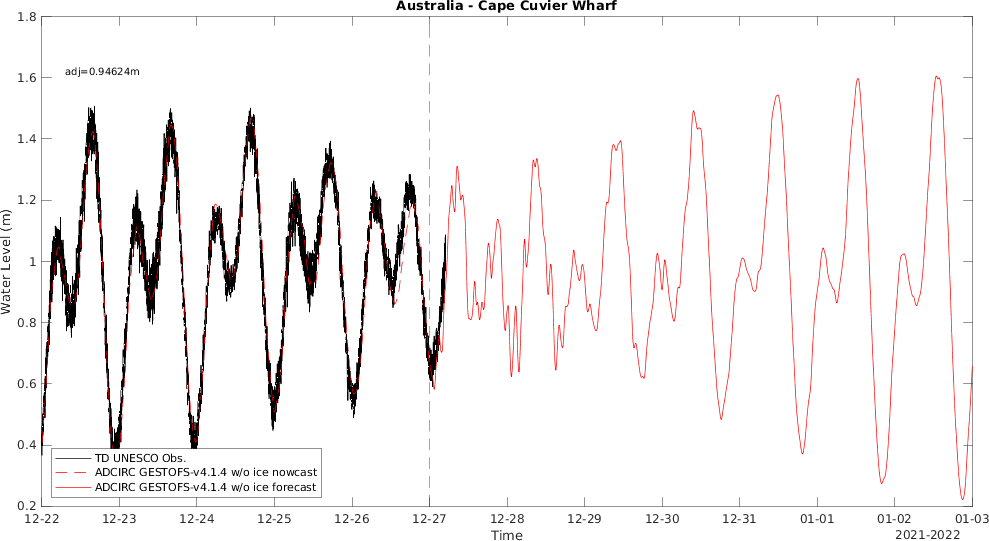 Australia - Cape Cuvier Wharf
1.8
1.6
1.4
1.2
1
0.8
0.6
0.4
0.2
Water Level (m)
adj=0.94624m
TD UNESCO Obs.
ADCIRC GESTOFS-v4.1.4 w/o ice nowcast
ADCIRC GESTOFS-v4.1.4 w/o ice forecast
12-22 12-23 12-24 12-25 12-26 12-27 12-28 12-29 12-30 12-31 01-01 01-02 01-03
Time
2021-2022